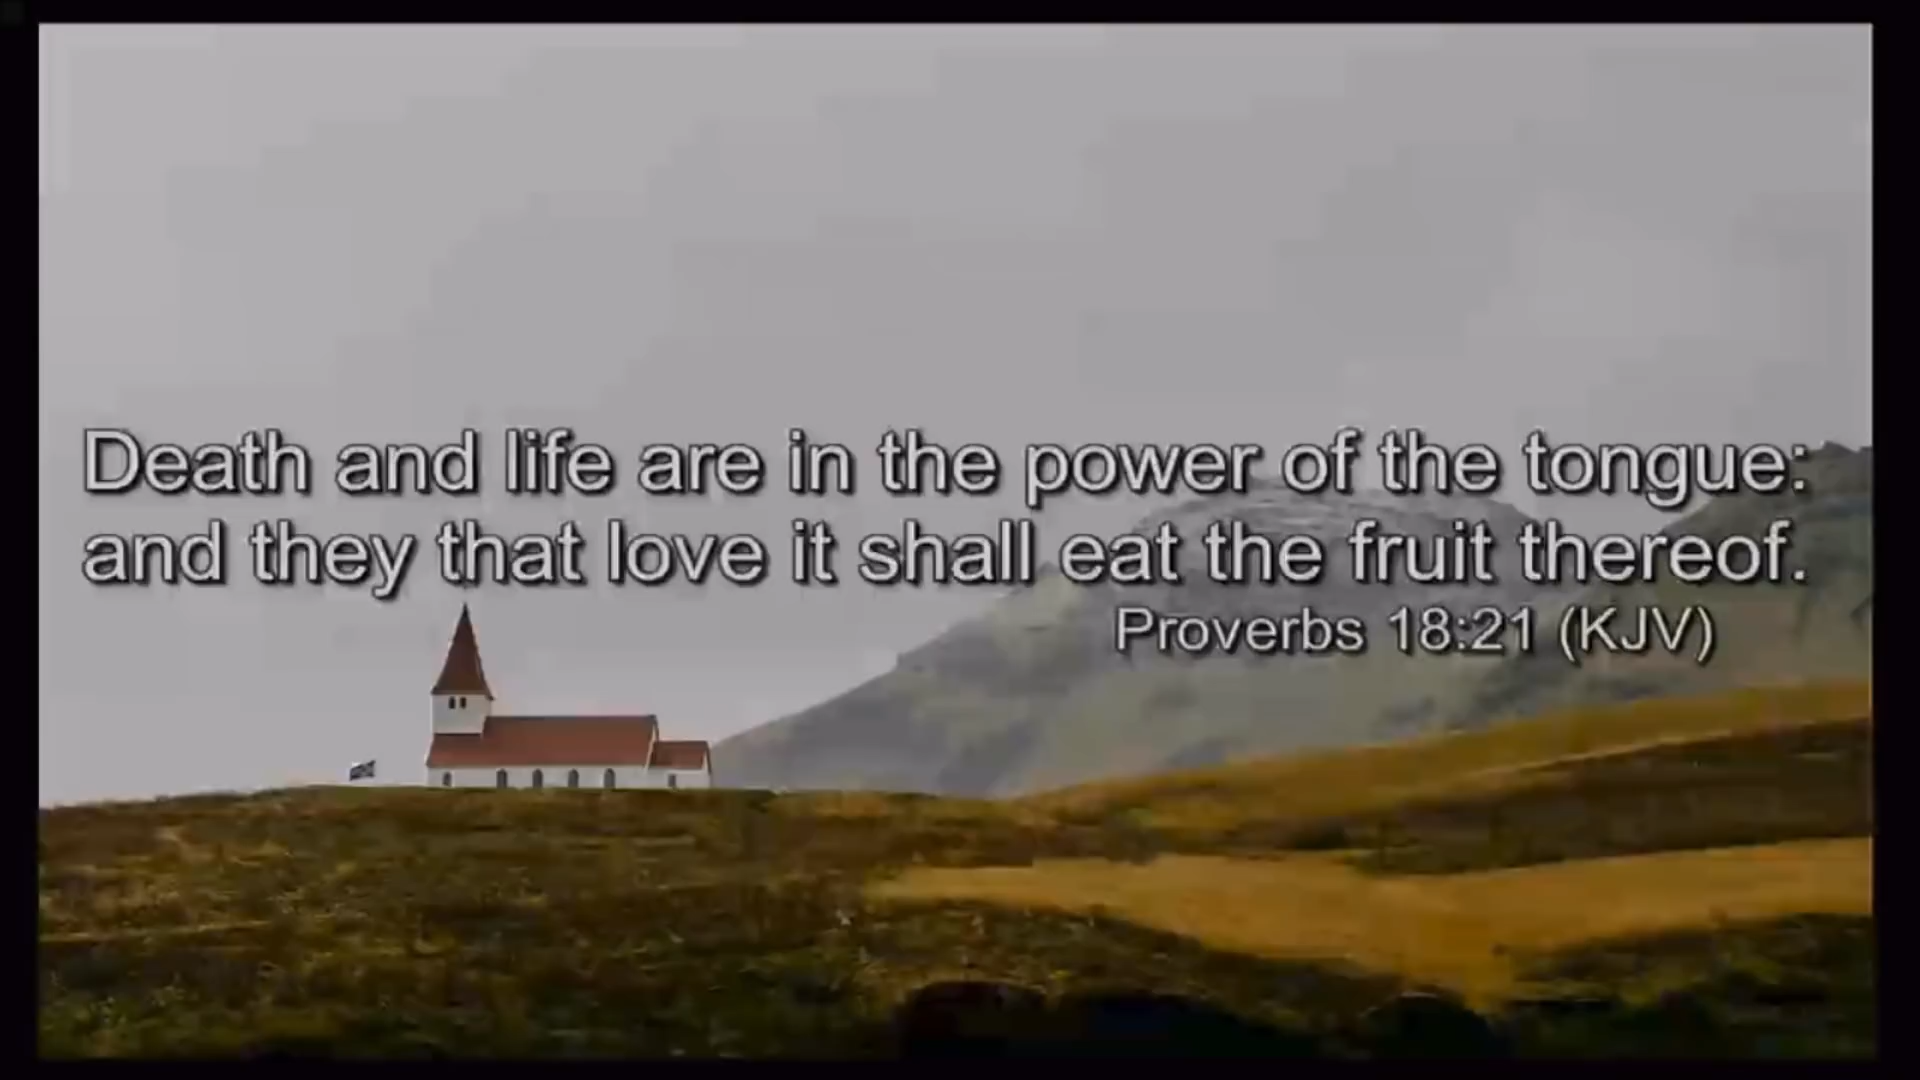 Death and life are in the power of the tongue:
and they that love it shall eat the fruit thereof.
Proverbs 18:21 (KJV)